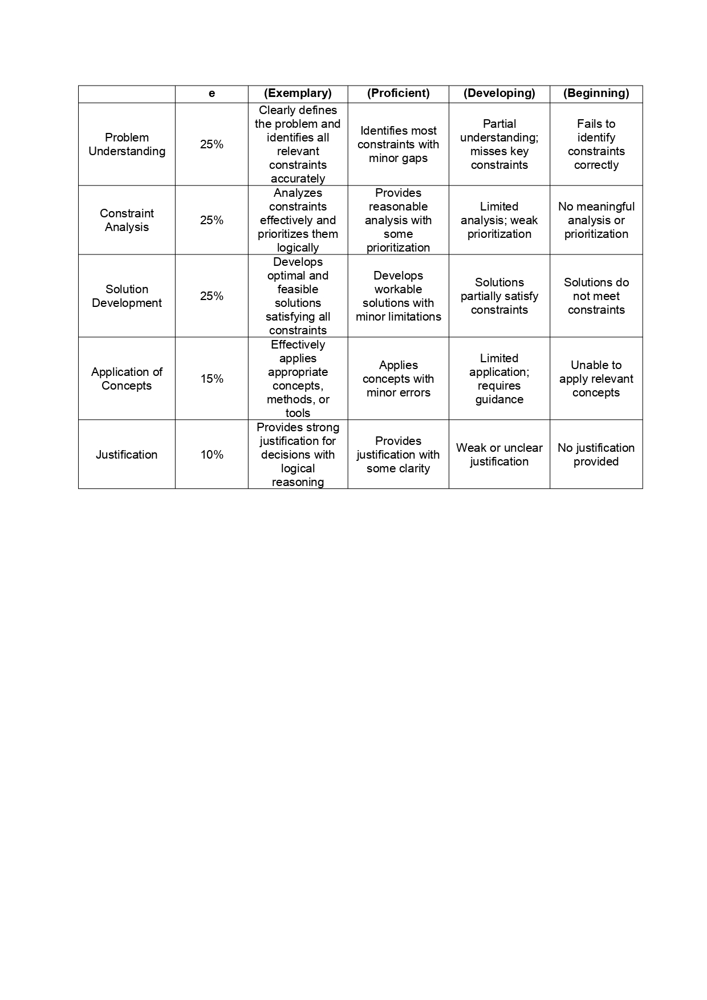 e (Exemplary) (Proficient) (Developing) (Beginning)
Problem
Understanding
25%
Clearly defines
the problem and
identifies all
relevant
constraints
accurately
Identifies most
constraints with
minor gaps
Partial
understanding;
misses key
constraints
Fails to
identify
constraints
correctly
Constraint
Analysis
25%
Analyzes
constraints
effectively and
prioritizes them
logically
Provides
reasonable
analysis with
some
prioritization
Limited
analysis; weak
prioritization
No meaningful
analysis or
prioritization
Solution
Development
25%
Develops
optimal and
feasible
solutions
satisfying all
constraints
Develops
workable
solutions with
minor limitations
Solutions
partially satisfy
constraints
Solutions do
not meet
constraints
Application of
Concepts
15%
Effectively
applies
appropriate
concepts,
methods, or
tools
Applies
concepts with
minor errors
Limited
application;
requires
guidance
Unable to
apply relevant
concepts
Justification
10%
Provides strong
justification for
decisions with
logical
reasoning
Provides
justification with
some clarity
Weak or unclear
justification
No justification
provided